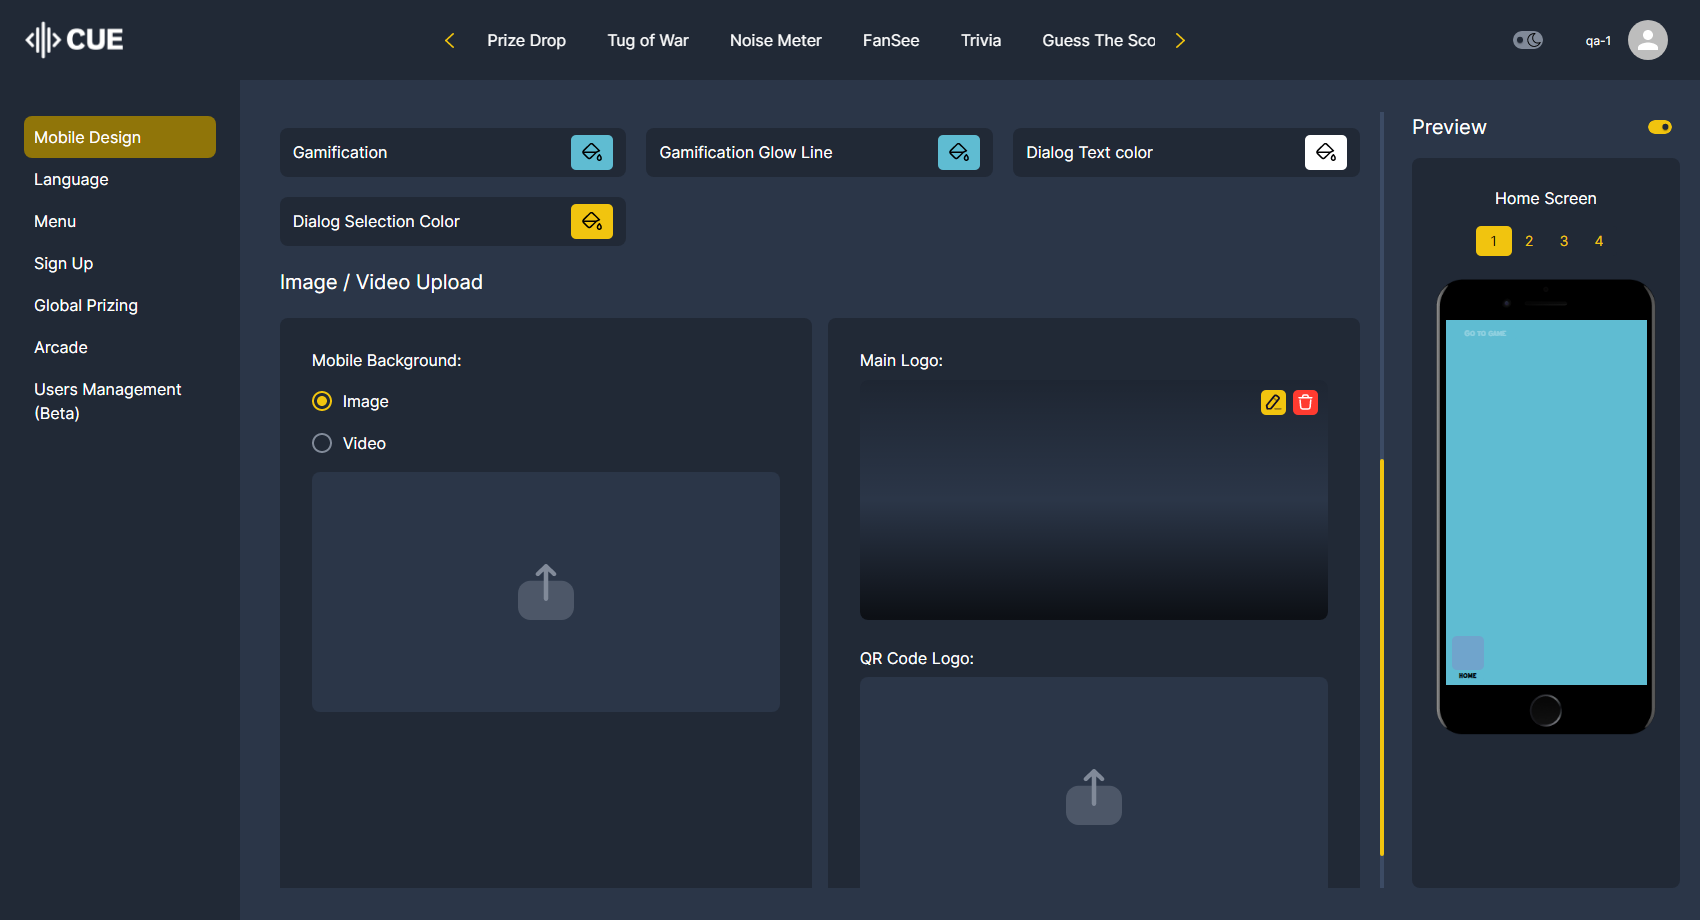 CUE
Prize Drop
Tug of War
Noise Meter
FanSee
Trivia
Guess The Sco
qa-1
Mobile Design
Language
Menu
Sign Up
Global Prizing
Arcade
Users Management
(Beta)
Gamification
Gamification Glow Line
Dialog Text color
Dialog Selection Color
Image / Video Upload
Mobile Background:
Image
Video
Main Logo:
QR Code Logo:
Preview
Home Screen
1 2 3 4
GO TO GAME
HOME